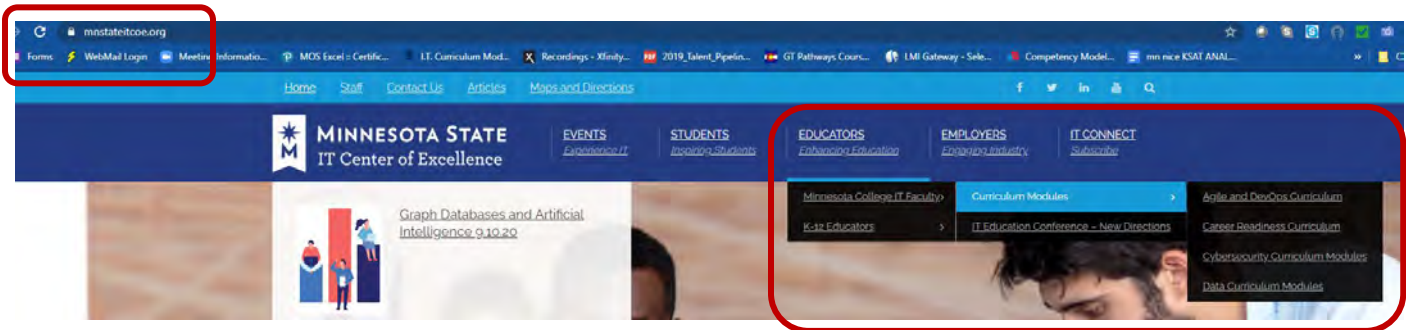 mnstateitcoe.org
Forms WebMail Login Meeting Informatio... MOS Excel :: Certific... I.T. Curriculum Mod... Recordings - Xfinity... 2019_Talent_Pipelin... GT Pathways Cours... LMI Gateway - Sele... Competency Model... mn nice KSAT ANAL... »
Home Staff Contact Us Articles Maps and Directions
MINNESOTA STATE
IT Center of Excellence
EVENTS
Experience IT
STUDENTS
Inspiring Students
EDUCATORS
Enhancing Education
EMPLOYERS
Engaging Industry
IT CONNECT
Subscribe
Minnesota College IT Faculty
K-12 Educators
Curriculum Modules
IT Education Conference – New Directions
Agile and DevOps Curriculum
Career Readiness Curriculum
Cybersecurity Curriculum Modules
Data Curriculum Modules
Graph Databases and Artificial
Intelligence 9.10.20